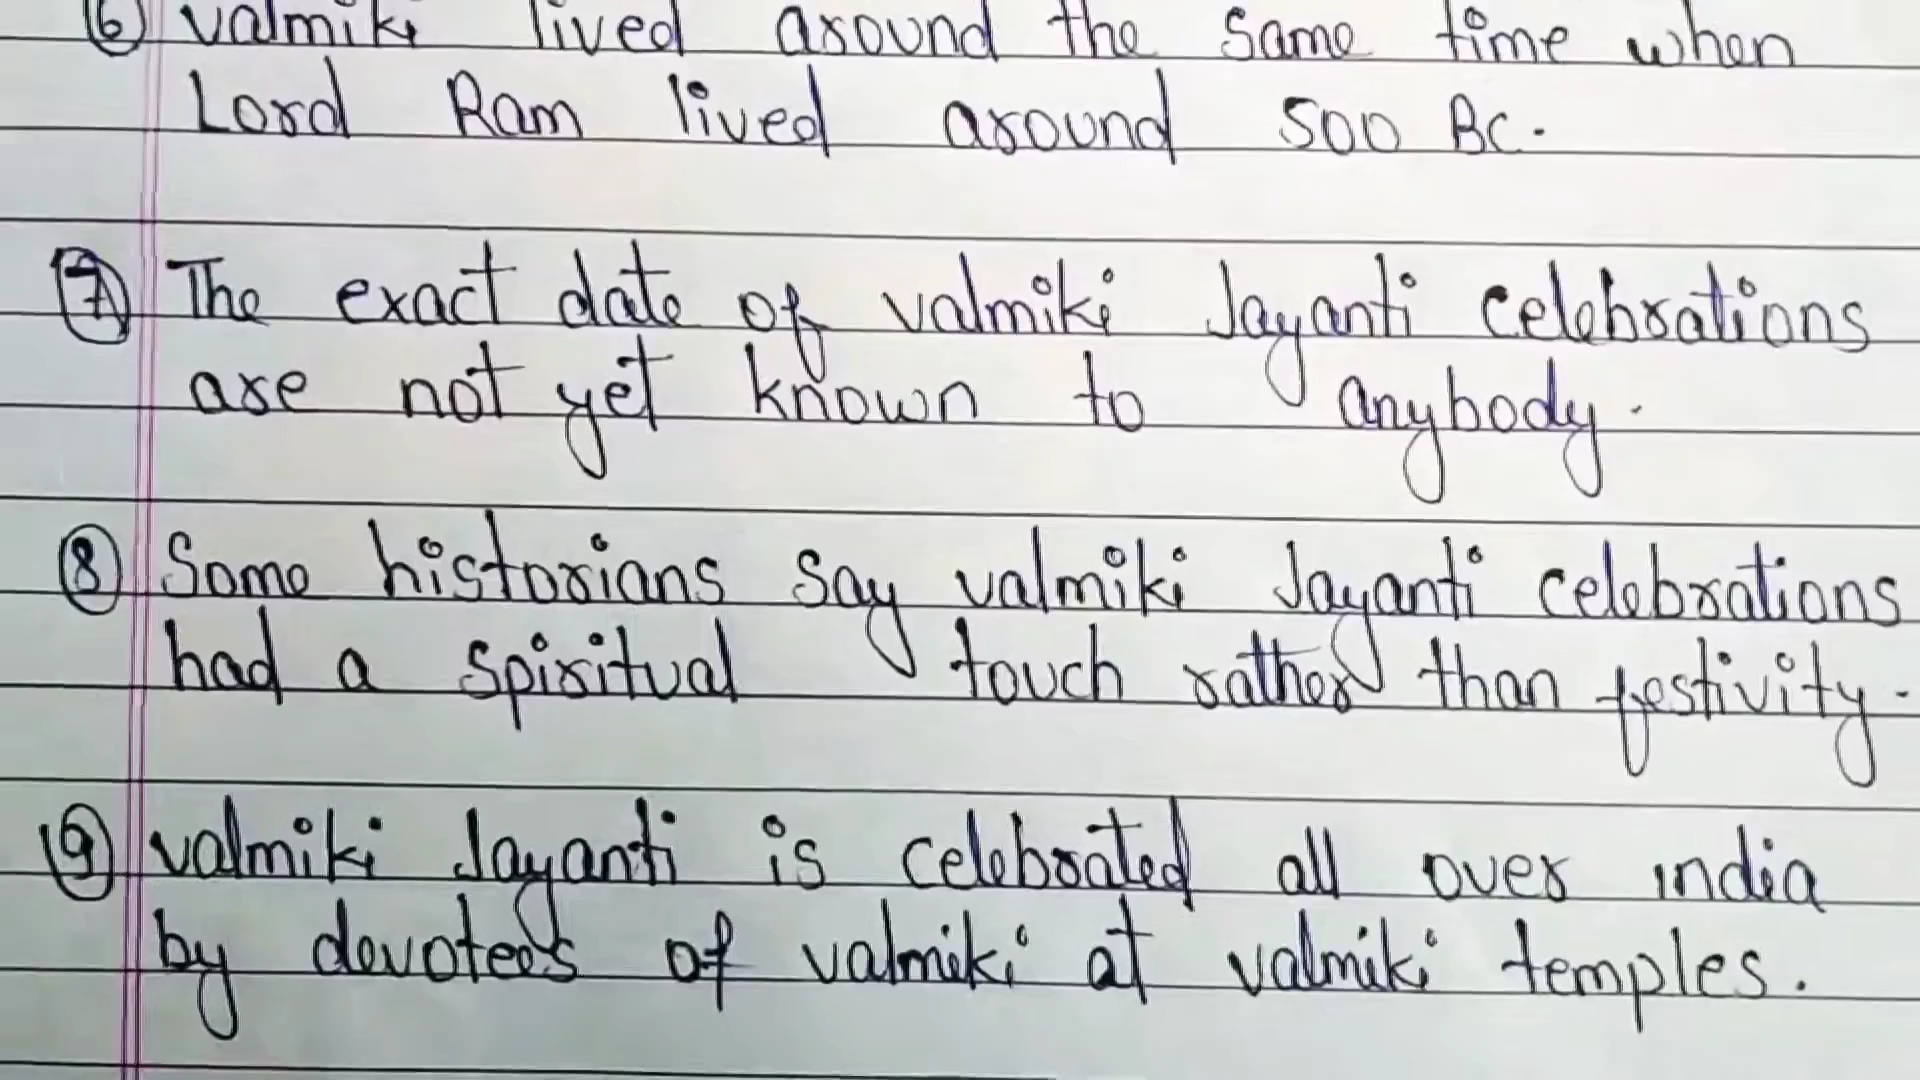 ⑥ valmiki lived around the same time when
Lord Ram lived around 500 BC.
⑦ The exact date of valmiki Jayanti celebrations
are not yet known to anybody.
⑧ Some historians say valmiki Jayanti celebrations
had a spiritual touch rather than festivity.
⑨ valmiki Jayanti is celebrated all over india
by devotees of valmiki at valmiki temples.